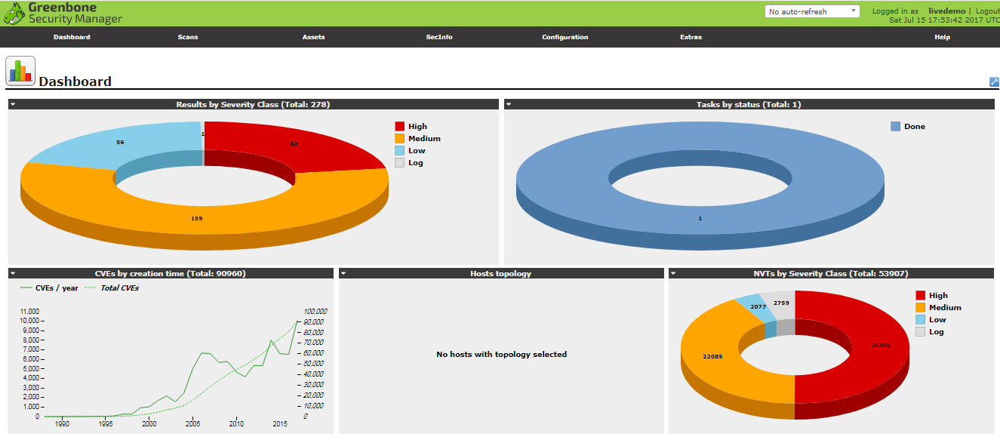 Greenbone
Security Manager
No auto-refresh
Logged in as livedemo | Logout
Sat Jul 15 17:53:42 2017 UTC
Dashboard Scans Assets SecInfo Configuration Extras Help
Dashboard
Results by Severity Class (Total: 278)
56
1
62
159
High
Medium
Low
Log
Tasks by status (Total: 1)
1
Done
CVEs by creation time (Total: 90960)
CVEs / year Total CVEs
11,000 100,000
10,000 90,000
9,000 80,000
8,000 70,000
7,000 60,000
6,000
5,000 50,000
4,000 40,000
3,000 30,000
2,000 20,000
1,000 10,000
0 0
1990 1995 2000 2005 2010 2015
Hosts topology
No hosts with topology selected
NVTs by Severity Class (Total: 53907)
2077
2759
22085
26986
High
Medium
Low
Log